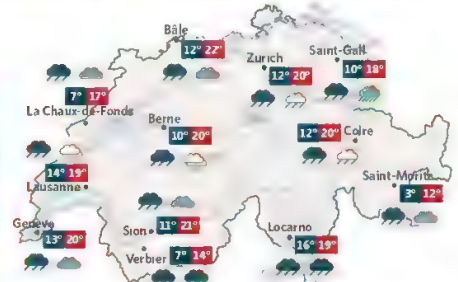 Bâle
12° 22°
Zurich
12° 20°
Saint-Gall
10° 18°
7° 17°
La Chaux-de-Fonds
Berne
10° 20°
12° 20° Coire
14° 19°
Lausanne
Saint-Moritz
3° 12°
Genève
13° 20°
Sion
11° 21°
Verbier 7° 14°
Locarno
16° 19°